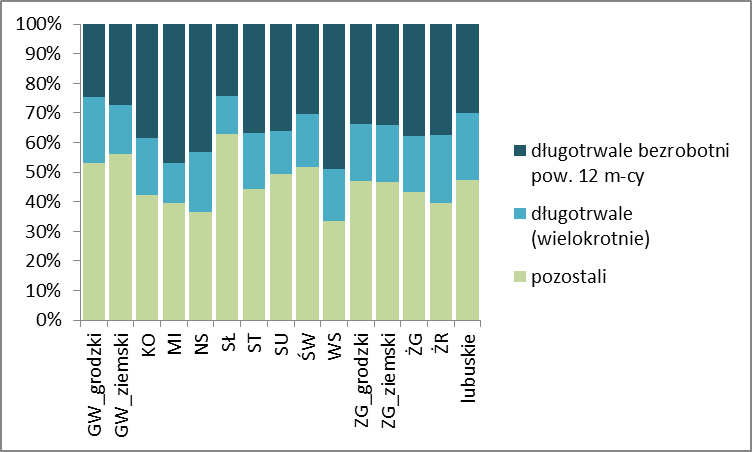 100%
90%
80%
70%
60%
50%
40%
30%
20%
10%
0%
GW_grodzki
GW_ziemski
KO
MI
NS
SŁ
ST
SU
ŚW
WS
ZG_grodzki
ZG_ziemski
ŻG
ŻR
lubuskie
długotrwale bezrobotni
pow. 12 m-cy
długotrwale
(wielokrotnie)
pozostali